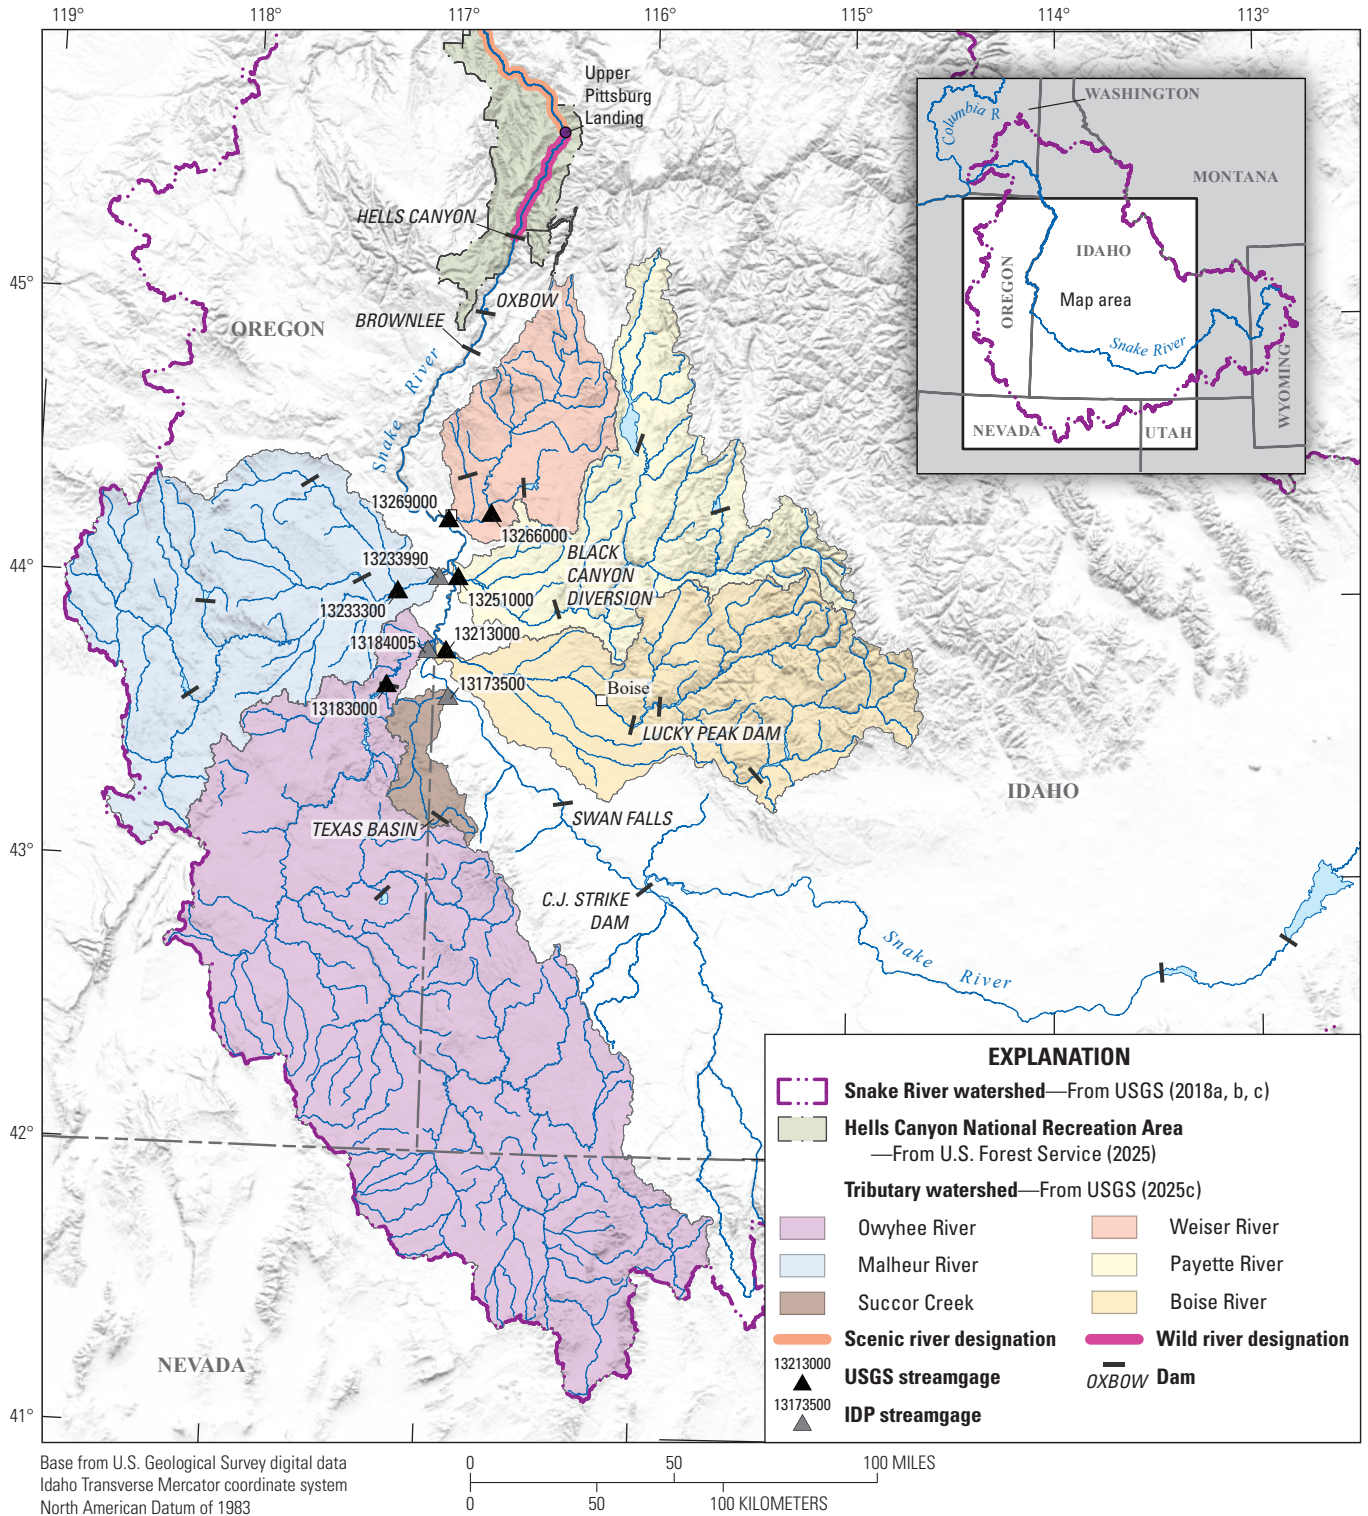 119°
118°
117°
116°
115°
114°
113°
Upper
Pittsburg
Landing
HELLS CANYON
45°
OXBOW
BROWNLEE
OREGON
Snake River
WASHINGTON
Columbia R
MONTANA
IDAHO
OREGON
Map area
Snake River
WYOMING
NEVADA
UTAH
13269000
13266000
44°
13233990
BLACK
CANYON
DIVERSION
13251000
13233300
13213000
13184005
13173500
Boise
13183000
LUCKY PEAK DAM
IDAHO
SWAN FALLS
TEXAS BASIN
43°
C.J. STRIKE
DAM
Snake River
42°
NEVADA
41°
EXPLANATION
Snake River watershed—From USGS (2018a, b, c)
Hells Canyon National Recreation Area
—From U.S. Forest Service (2025)
Tributary watershed—From USGS (2025c)
Owyhee River
Weiser River
Malheur River
Payette River
Succor Creek
Boise River
Scenic river designation
Wild river designation
13213000
USGS streamgage
OXBOW Dam
13173500
IDP streamgage
Base from U.S. Geological Survey digital data
Idaho Transverse Mercator coordinate system
North American Datum of 1983
0 50 100 MILES
0 50 100 KILOMETERS